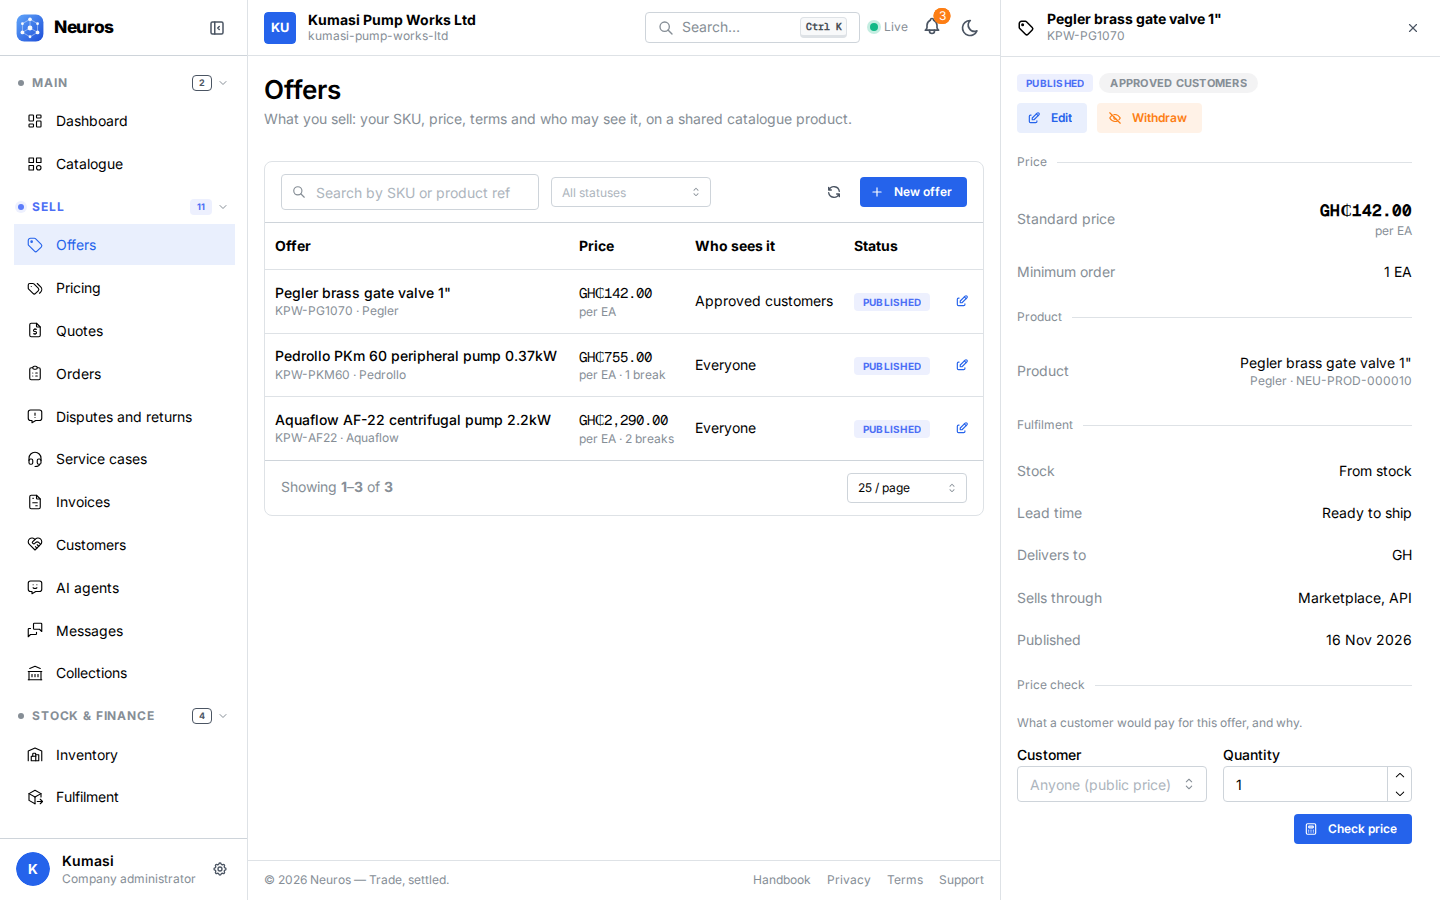 Neuros
MAIN
2
Dashboard
Catalogue
SELL
11
Offers
Pricing
Quotes
Orders
Disputes and returns
Service cases
Invoices
Customers
AI agents
Messages
Collections
STOCK & FINANCE
4
Inventory
Fulfilment
K
Kumasi
Company administrator
KU
Kumasi Pump Works Ltd
kumasi-pump-works-ltd
Search...
Ctrl K
Live
3
Offers
What you sell: your SKU, price, terms and who may see it, on a shared catalogue product.
Search by SKU or product ref
All statuses
New offer
Offer Price Who sees it Status
Pegler brass gate valve 1"
KPW-PG1070 · Pegler
GH₵142.00
per EA
Approved customers
PUBLISHED
Pedrollo PKm 60 peripheral pump 0.37kW
KPW-PKM60 · Pedrollo
GH₵755.00
per EA · 1 break
Everyone
PUBLISHED
Aquaflow AF-22 centrifugal pump 2.2kW
KPW-AF22 · Aquaflow
GH₵2,290.00
per EA · 2 breaks
Everyone
PUBLISHED
Showing 1–3 of 3
25 / page
© 2026 Neuros — Trade, settled.
Handbook Privacy Terms Support
Pegler brass gate valve 1"
KPW-PG1070
PUBLISHED
APPROVED CUSTOMERS
Edit
Withdraw
Price
Standard price
GH₵142.00
per EA
Minimum order
1 EA
Product
Product
Pegler brass gate valve 1"
Pegler · NEU-PROD-000010
Fulfilment
Stock
From stock
Lead time
Ready to ship
Delivers to
GH
Sells through
Marketplace, API
Published
16 Nov 2026
Price check
What a customer would pay for this offer, and why.
Customer
Anyone (public price)
Quantity
1
Check price